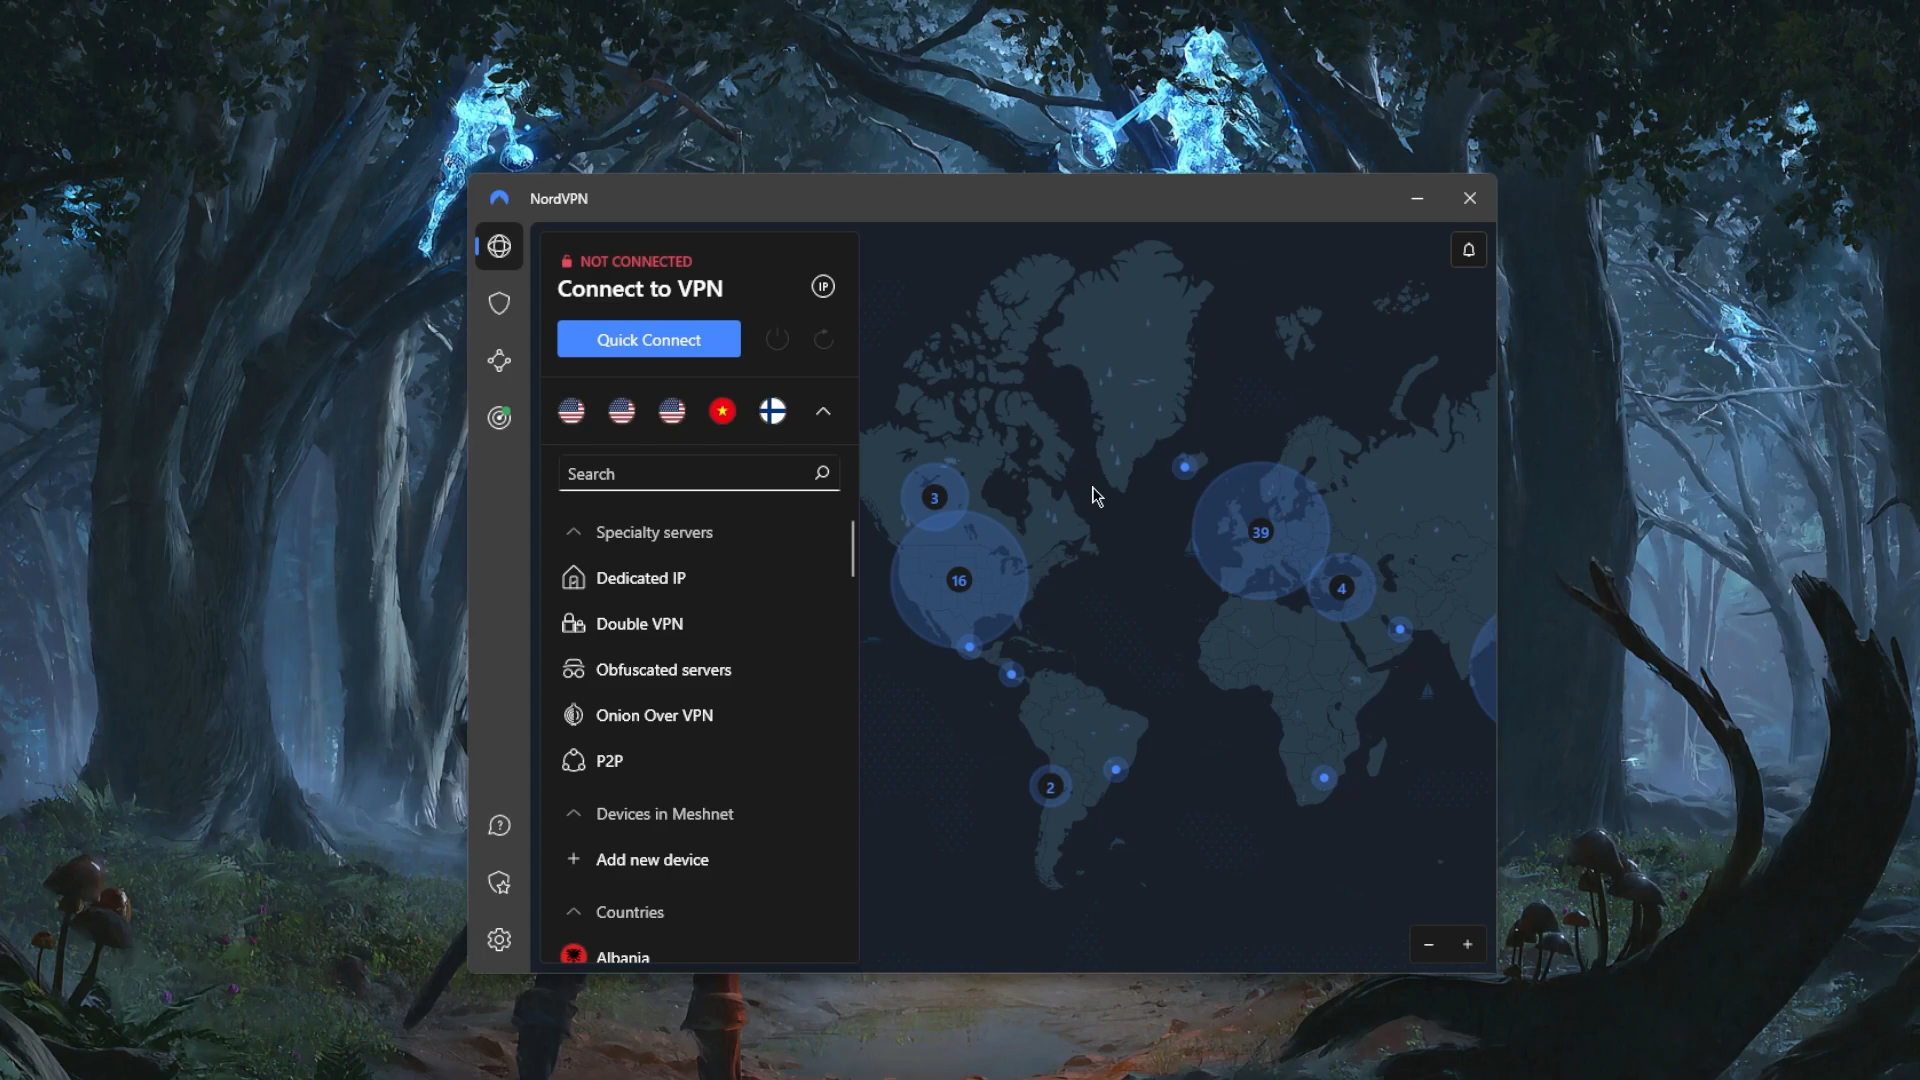 NordVPN
NOT CONNECTED
Connect to VPN
IP
Quick Connect
Search
Specialty servers
Dedicated IP
Double VPN
Obfuscated servers
Onion Over VPN
P2P
Devices in Meshnet
+ Add new device
Countries
Albania
3
16
39
4
2
− +